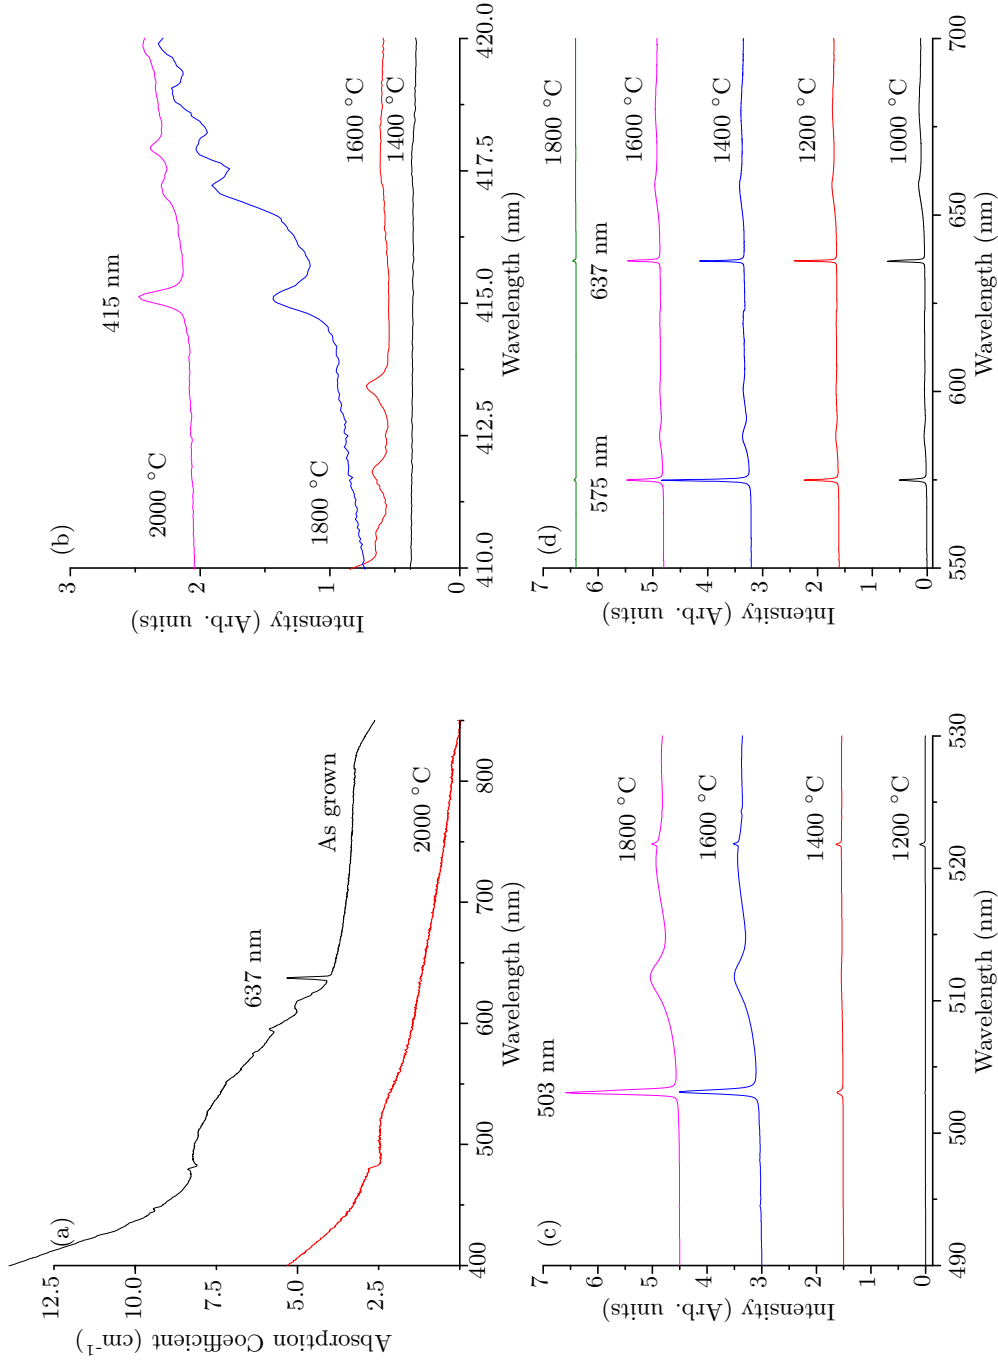 (a)
12.5
10.0
7.5
5.0
2.5
Absorption Coefficient (cm⁻¹)
400
500
600
700
800
Wavelength (nm)
637 nm
As grown
2000 °C
(b)
3
2
1
0
Intensity (Arb. units)
410.0
412.5
415.0
417.5
420.0
Wavelength (nm)
415 nm
2000 °C
1800 °C
1600 °C
1400 °C
(c)
7
6
5
4
3
2
1
0
Intensity (Arb. units)
490
500
510
520
530
Wavelength (nm)
503 nm
1800 °C
1600 °C
1400 °C
1200 °C
(d)
7
6
5
4
3
2
1
0
Intensity (Arb. units)
550
600
650
700
Wavelength (nm)
575 nm
637 nm
1800 °C
1600 °C
1400 °C
1200 °C
1000 °C